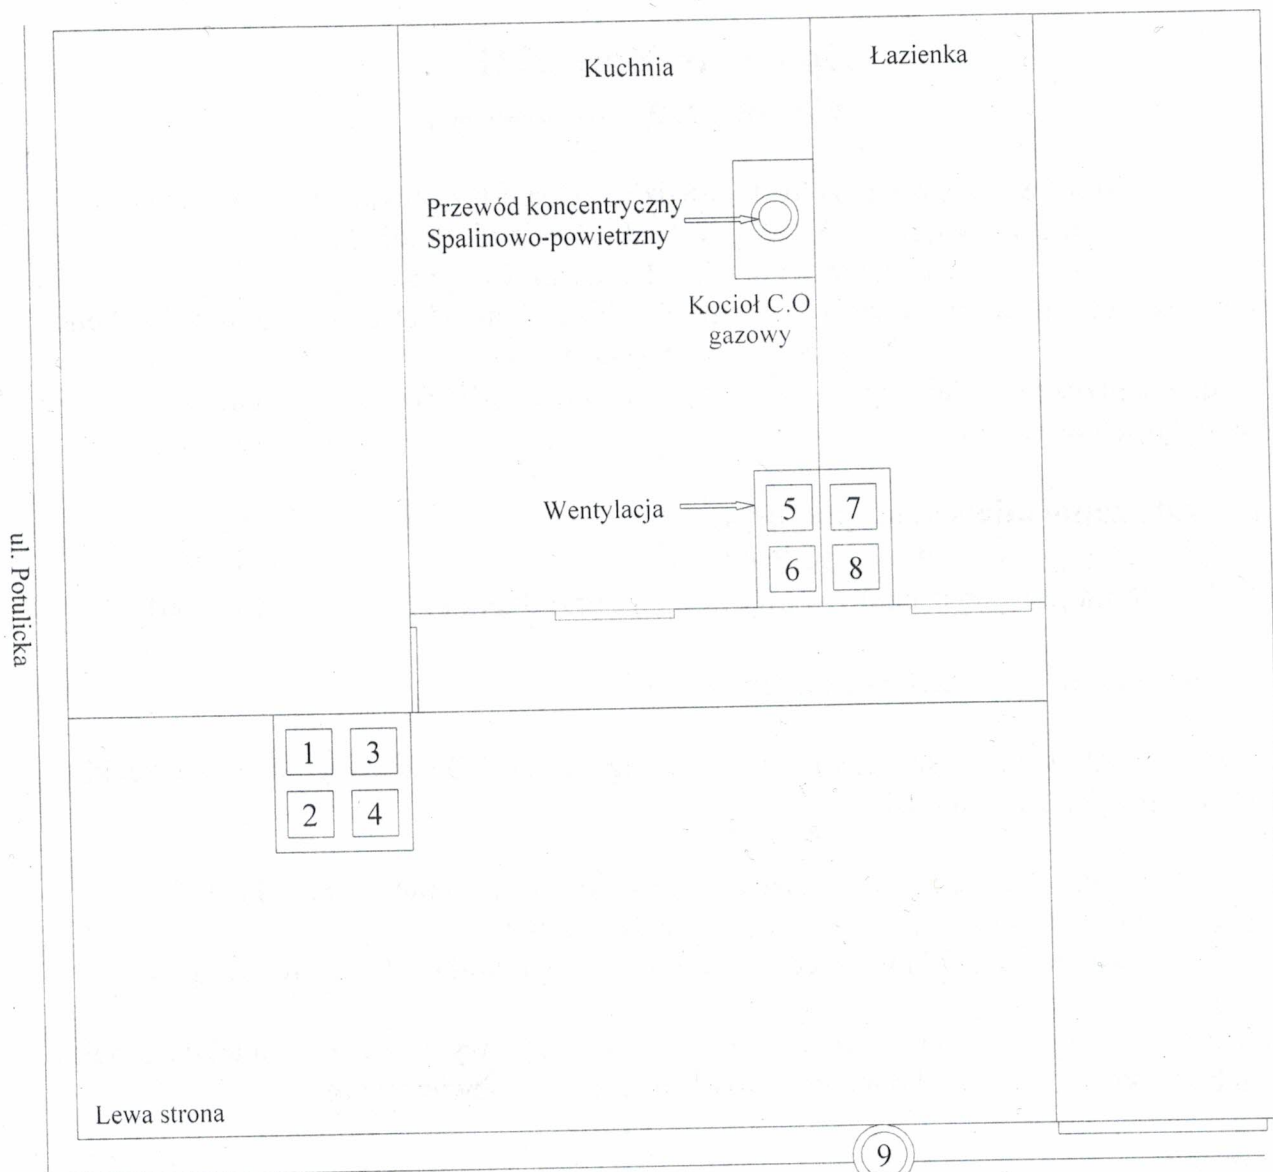 Kuchnia
Łazienka
Przewód koncentryczny
Spalinowo-powietrzny
Kocioł C.O
gazowy
Wentylacja
5
7
6
8
ul. Potulicka
1
3
2
4
Lewa strona
9